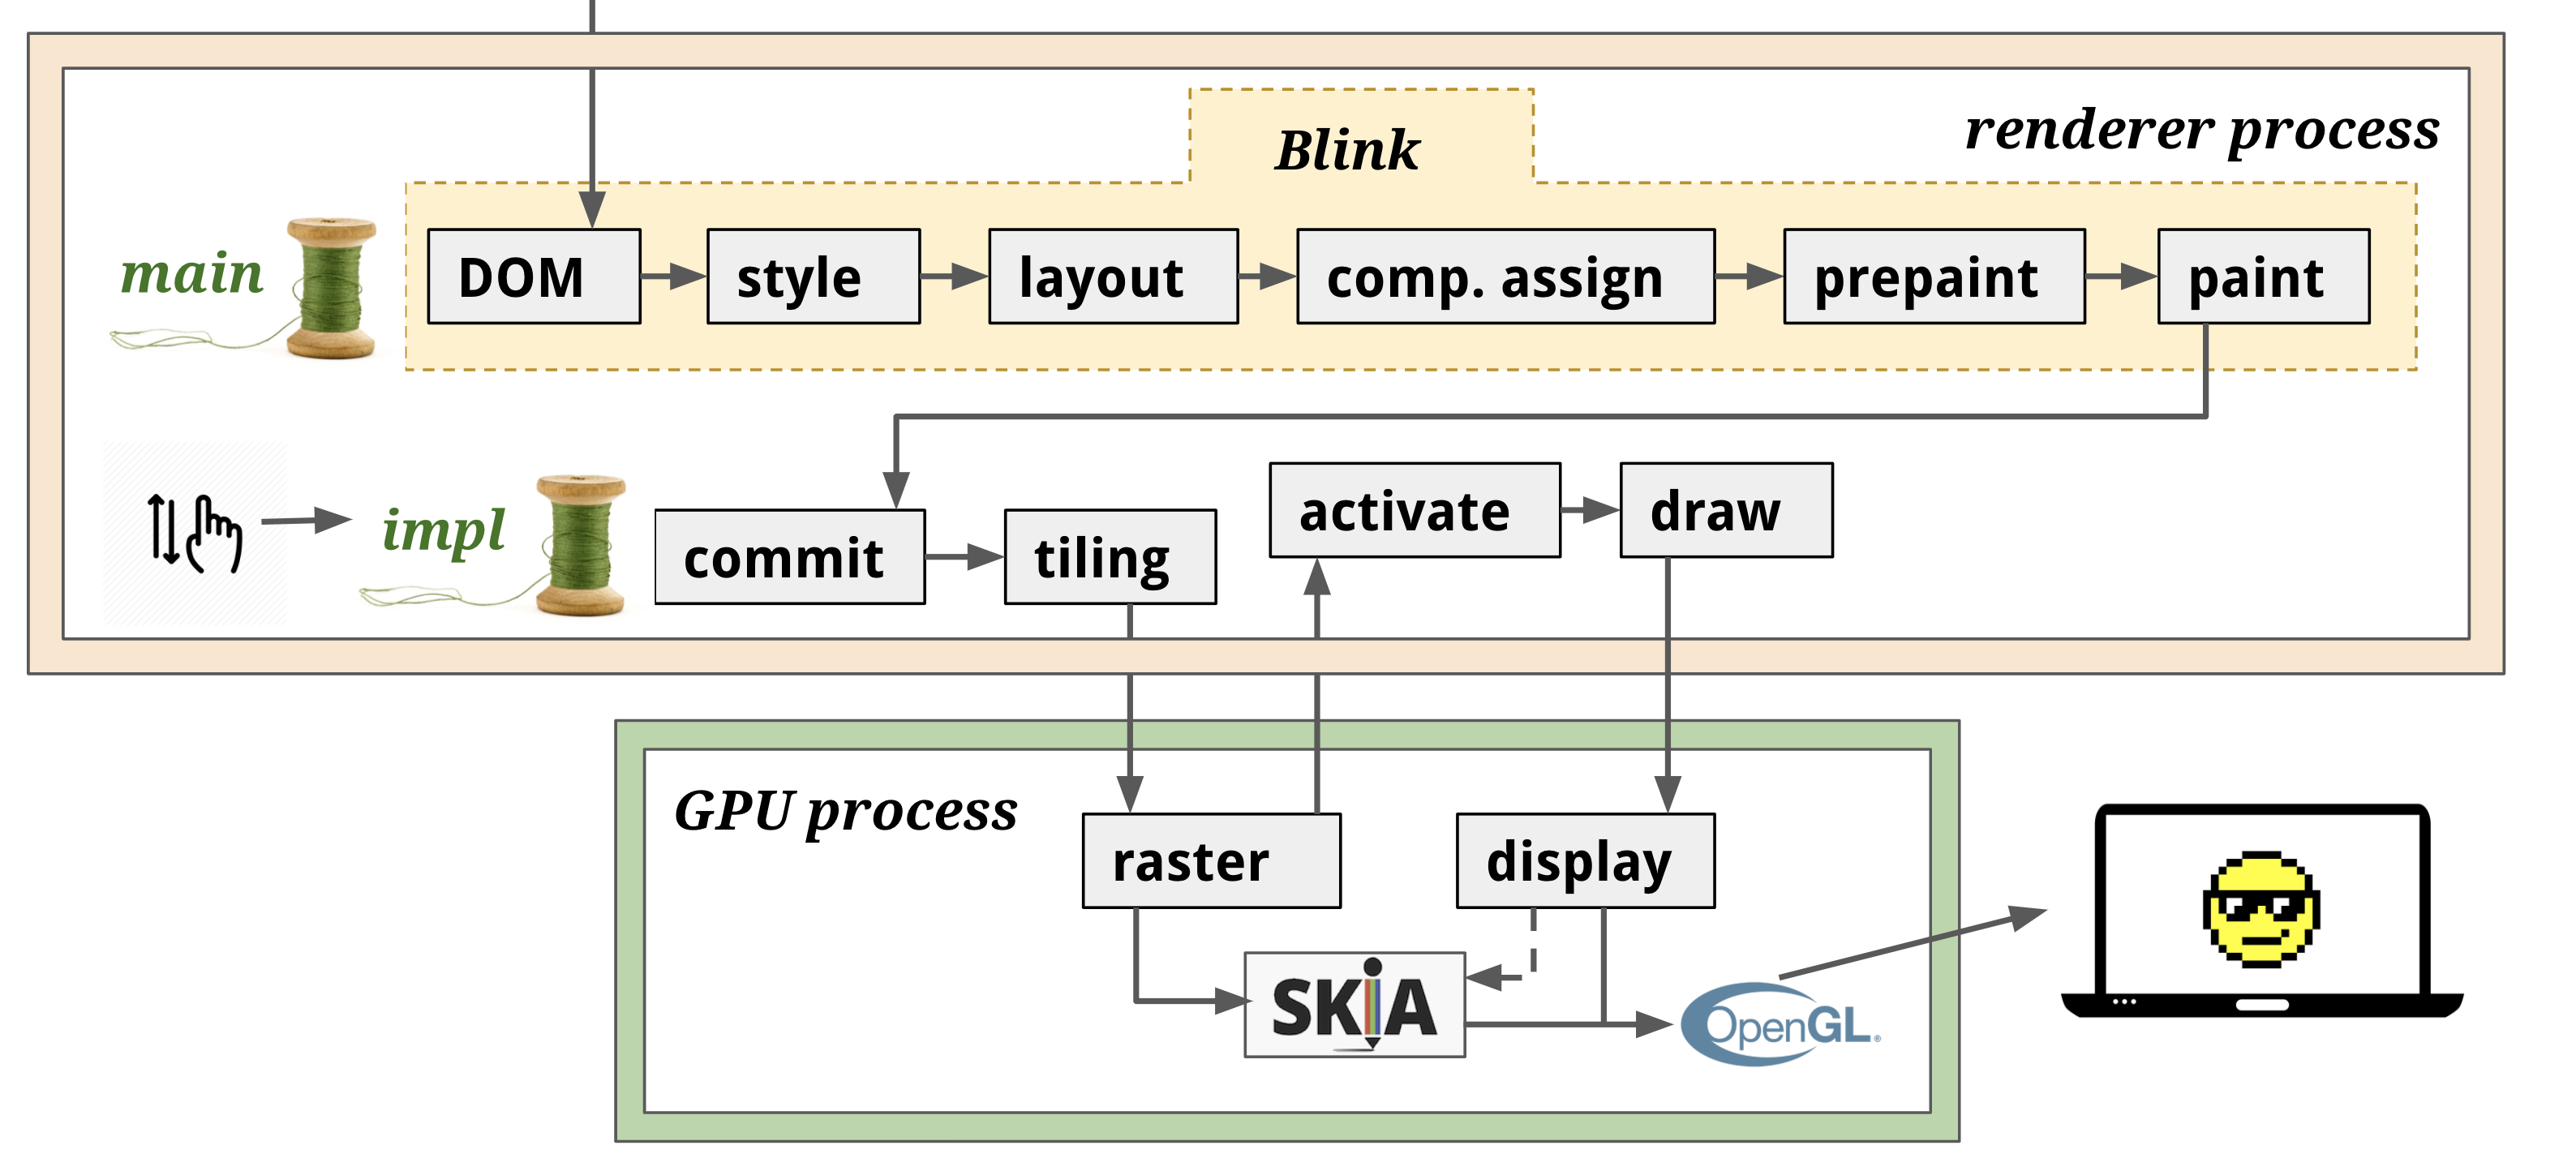 Blink
renderer process
main
DOM
style
layout
comp. assign
prepaint
paint
impl
commit
tiling
activate
draw
GPU process
raster
display
SKiA
OpenGL®